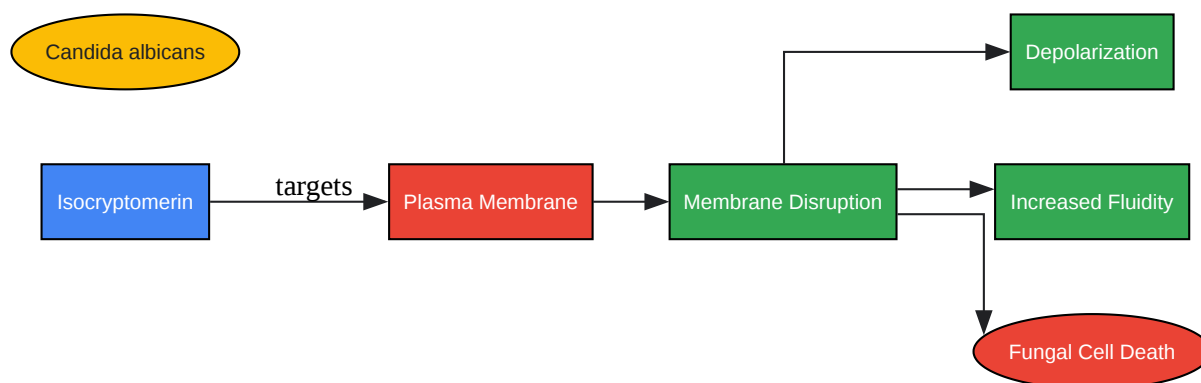 Candida albicans
Depolarization
Isocryptomerin
targets
Plasma Membrane
Membrane Disruption
Increased Fluidity
Fungal Cell Death